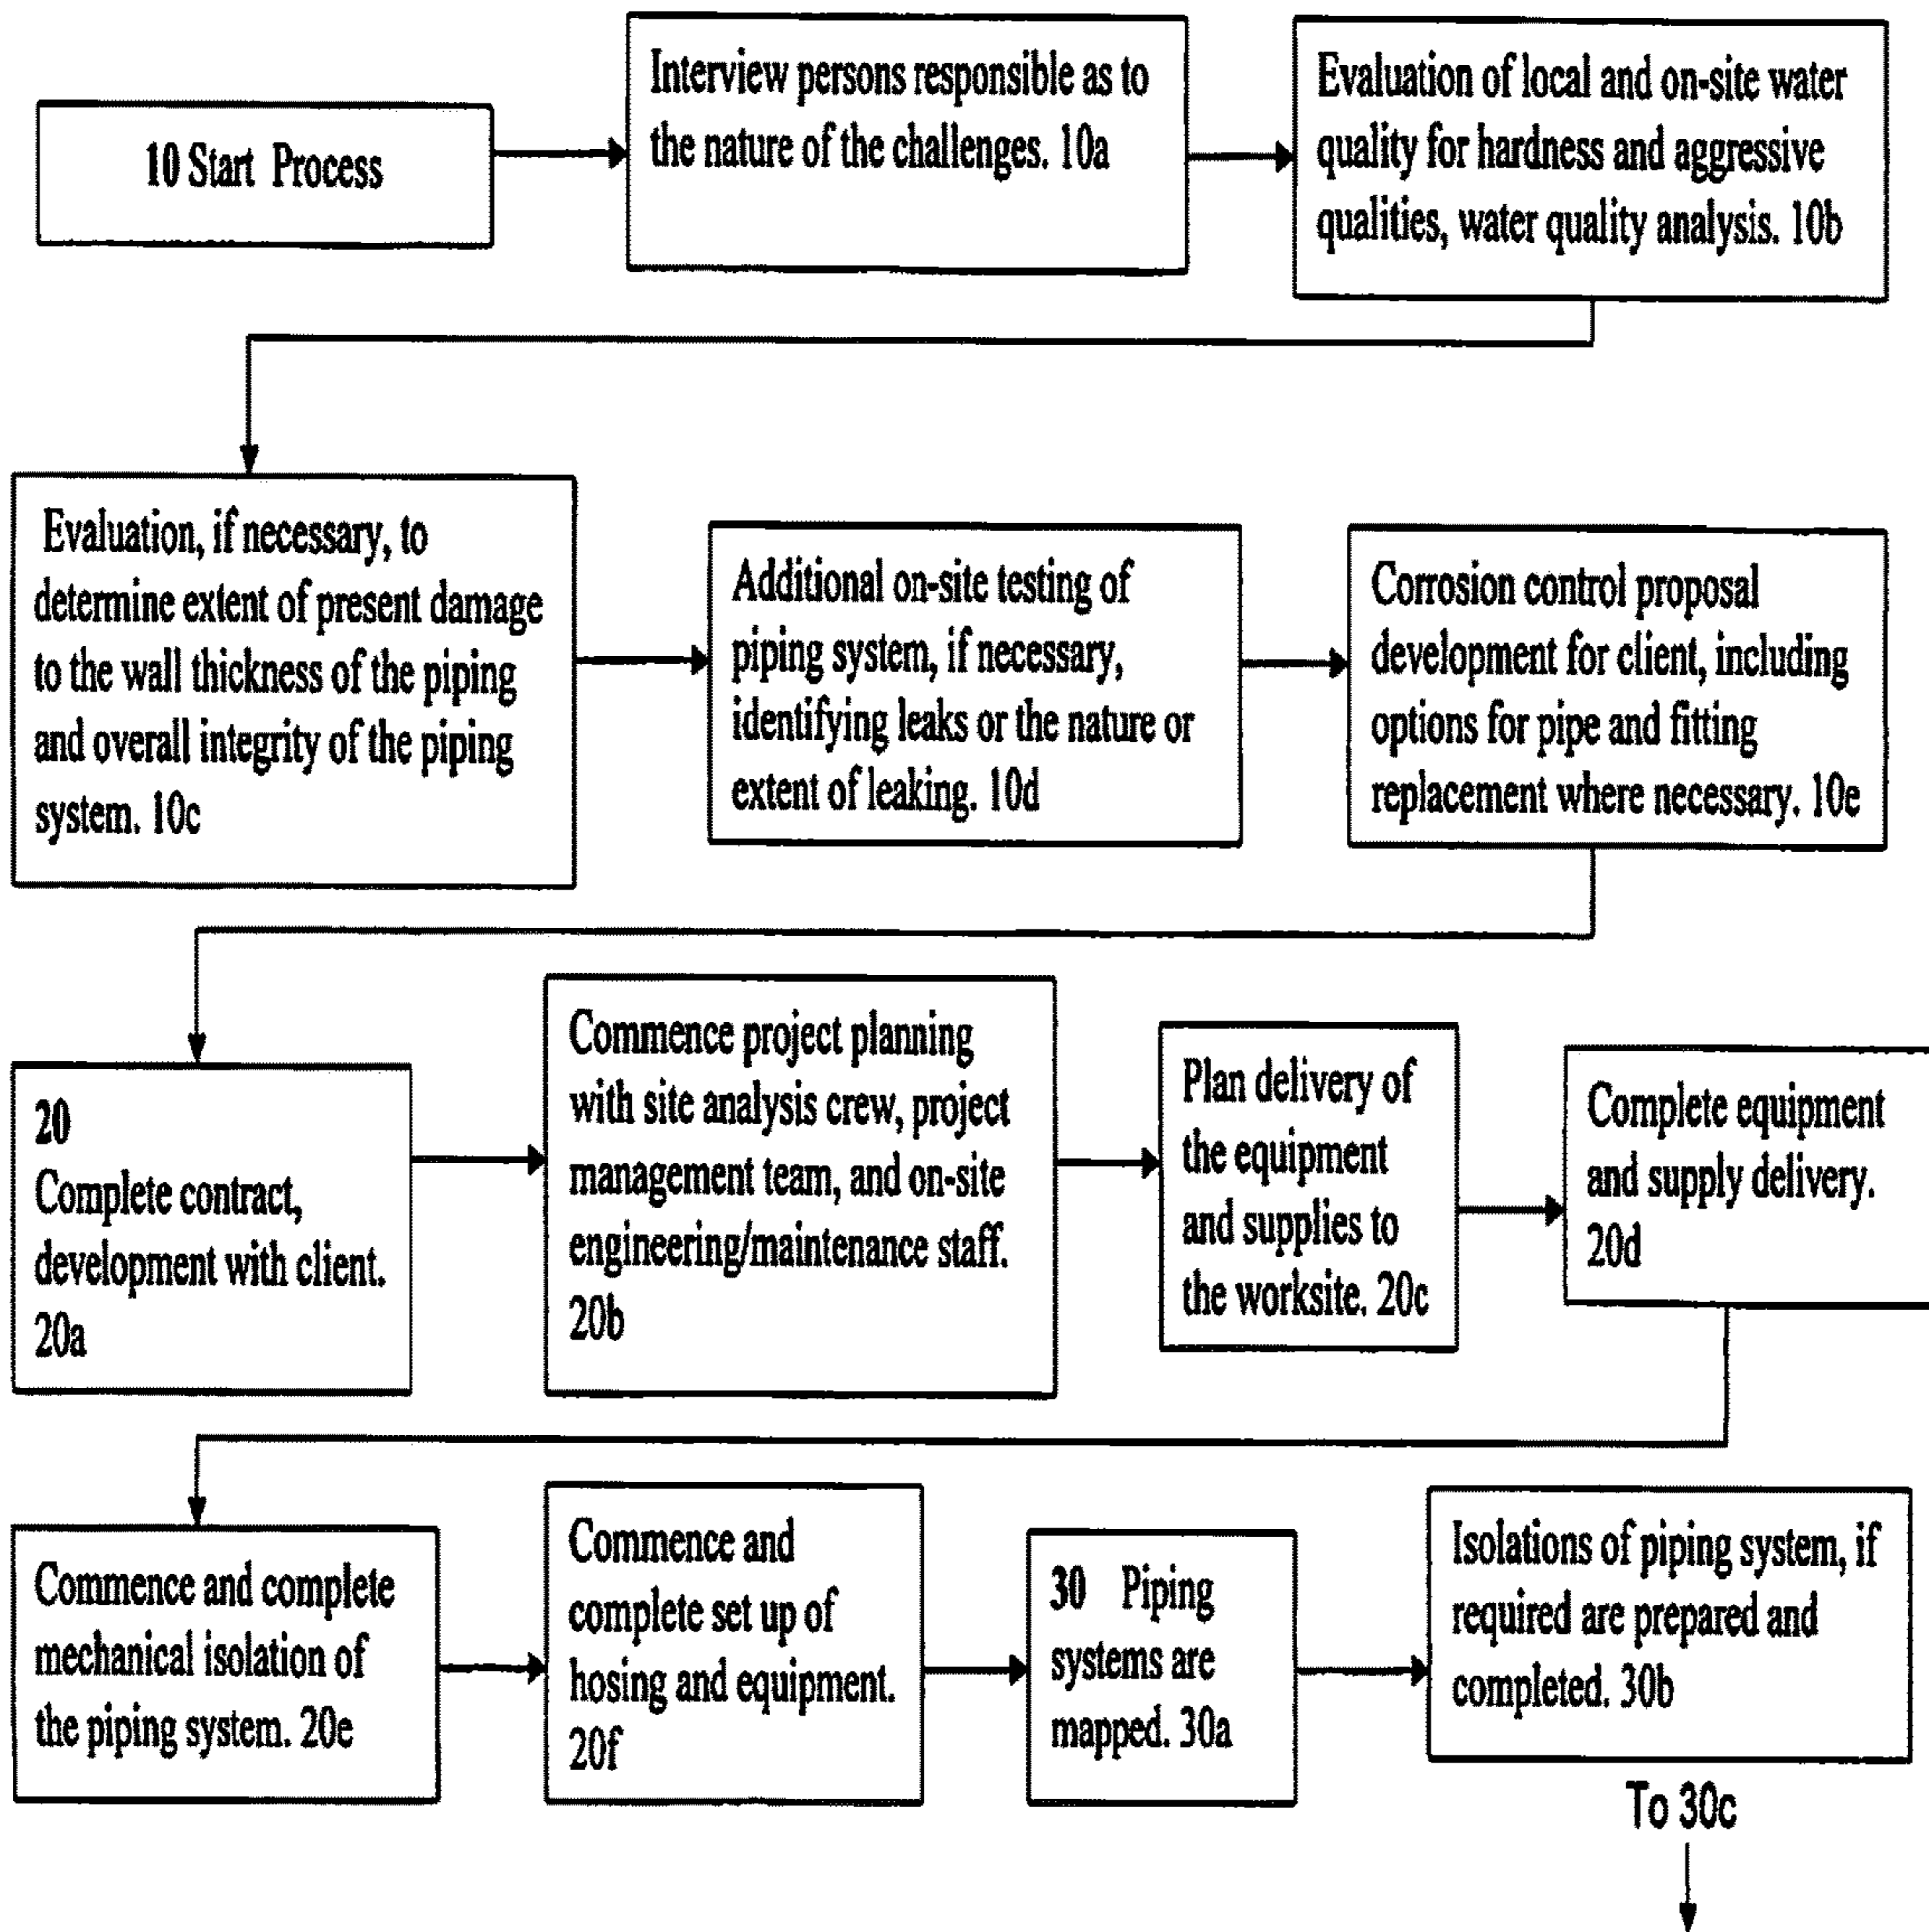 10 Start Process
Interview persons responsible as to
the nature of the challenges. 10a
Evaluation of local and on-site water
quality for hardness and aggressive
qualities, water quality analysis. 10b
Evaluation, if necessary, to
determine extent of present damage
to the wall thickness of the piping
and overall integrity of the piping
system. 10c
Additional on-site testing of
piping system, if necessary,
identifying leaks or the nature or
extent of leaking. 10d
Corrosion control proposal
development for client, including
options for pipe and fitting
replacement where necessary. 10e
20
Complete contract,
development with client.
20a
Commence project planning
with site analysis crew, project
management team, and on-site
engineering/maintenance staff.
20b
Plan delivery of
the equipment
and supplies to
the worksite. 20c
Complete equipment
and supply delivery.
20d
Commence and complete
mechanical isolation of
the piping system. 20e
Commence and
complete set up of
hosing and equipment.
20f
30 Piping
systems are
mapped. 30a
Isolations of piping system, if
required are prepared and
completed. 30b
To 30c